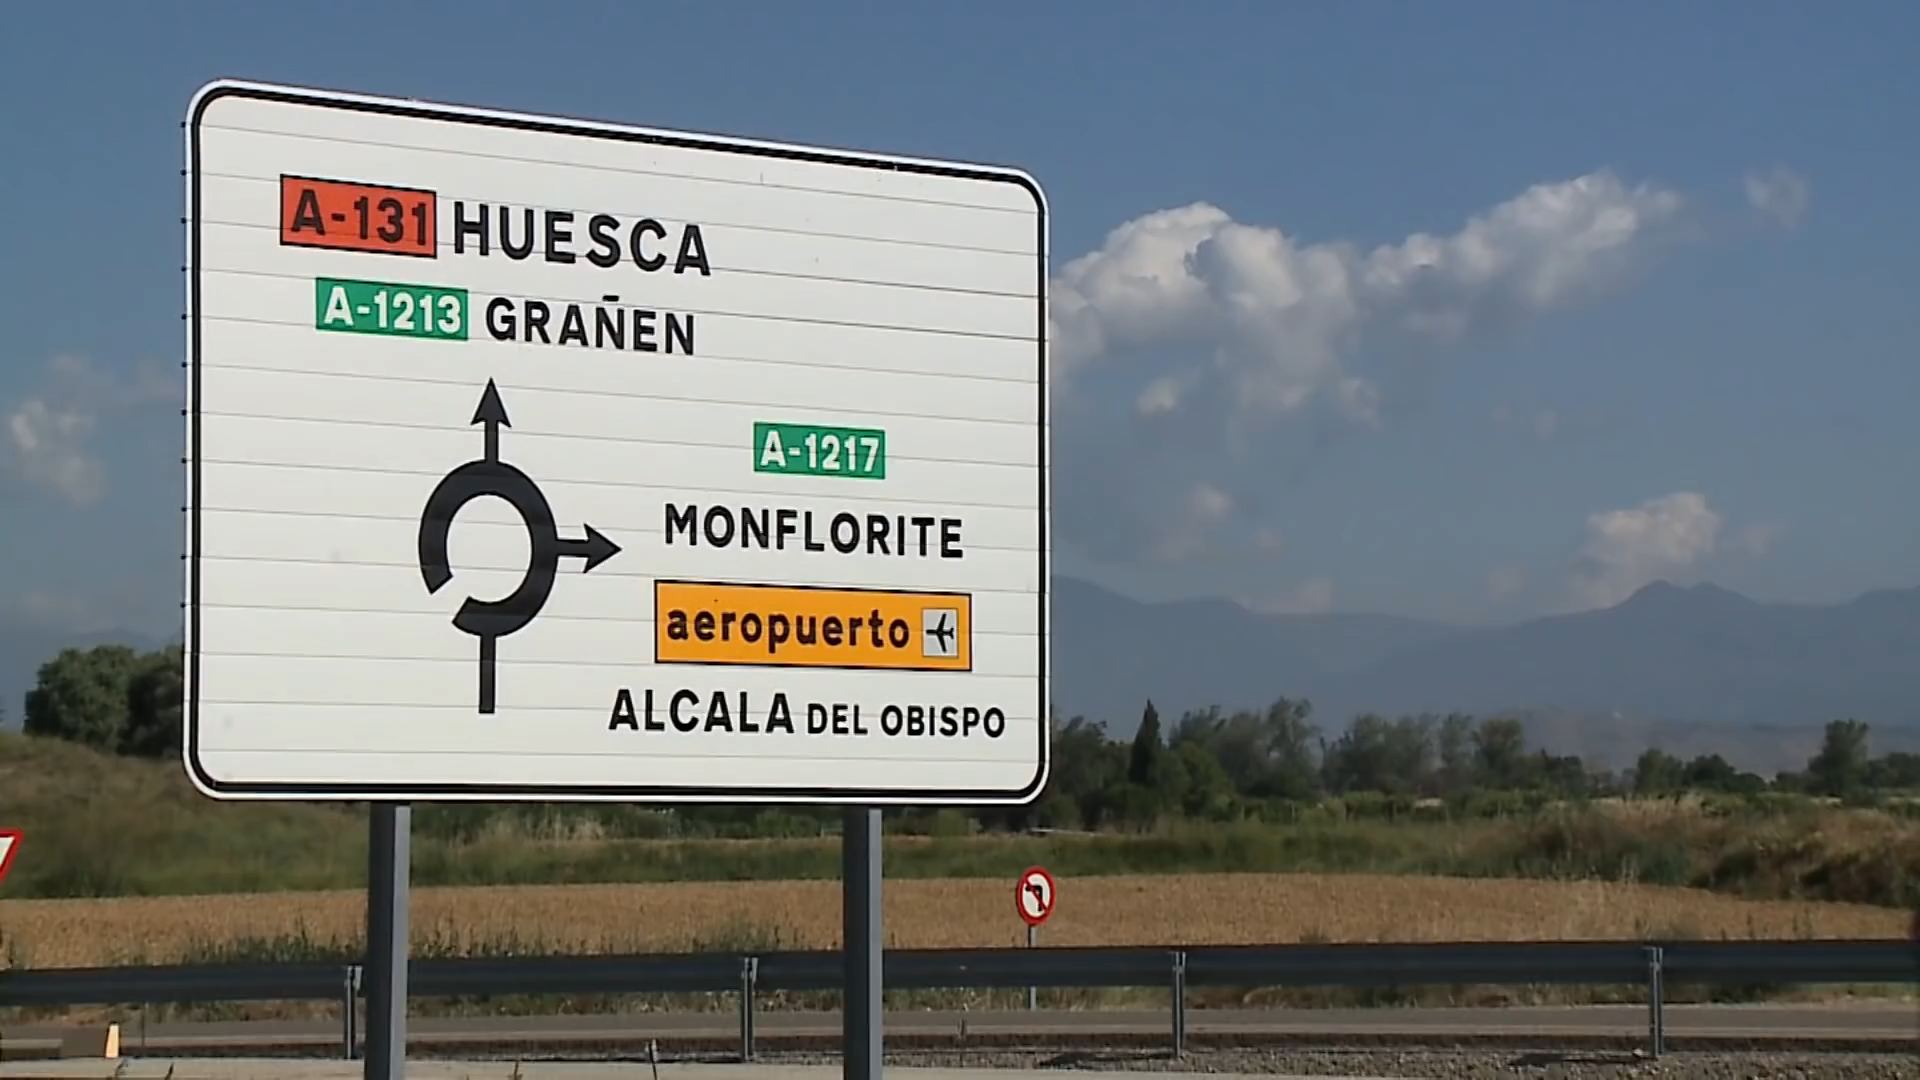 A-131 HUESCA
A-1213 GRAÑEN
A-1217
MONFLORITE
aeropuerto
ALCALA DEL OBISPO